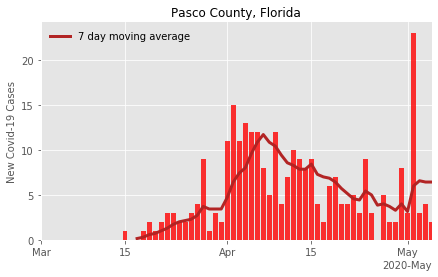 Pasco County, Florida
7 day moving average
New Covid-19 Cases
20
15
10
5
0
Mar
15
Apr
15
May
2020-May